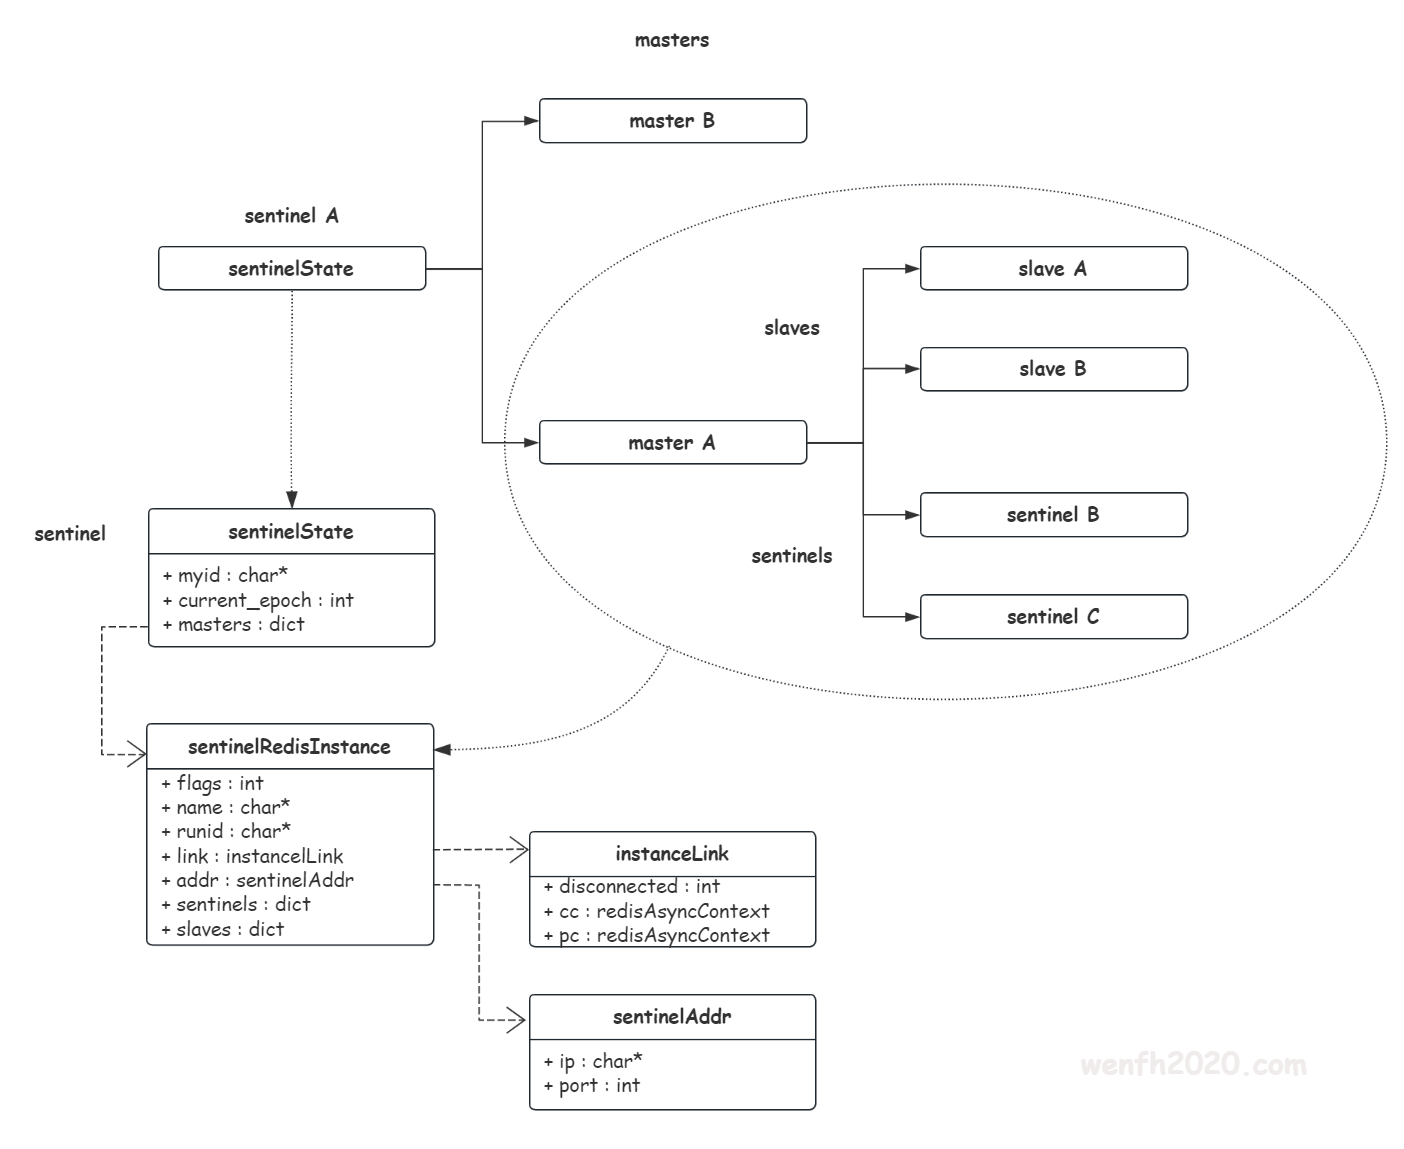 masters
master B
sentinel A
sentinelState
slave A
slaves
slave B
master A
sentinel B
sentinels
sentinel C
sentinel
sentinelState
+ myid : char*
+ current_epoch : int
+ masters : dict
sentinelRedisInstance
+ flags : int
+ name : char*
+ runid : char*
+ link : instancelLink
+ addr : sentinelAddr
+ sentinels : dict
+ slaves : dict
instanceLink
+ disconnected : int
+ cc : redisAsyncContext
+ pc : redisAsyncContext
sentinelAddr
+ ip : char*
+ port : int
wenfh2020.com